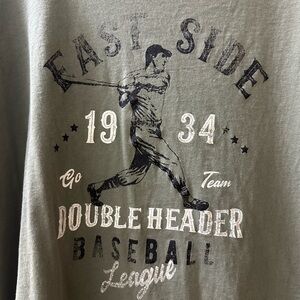 EAST SIDE
19 34
Go Team
DOUBLE HEADER
BASEBALL
League